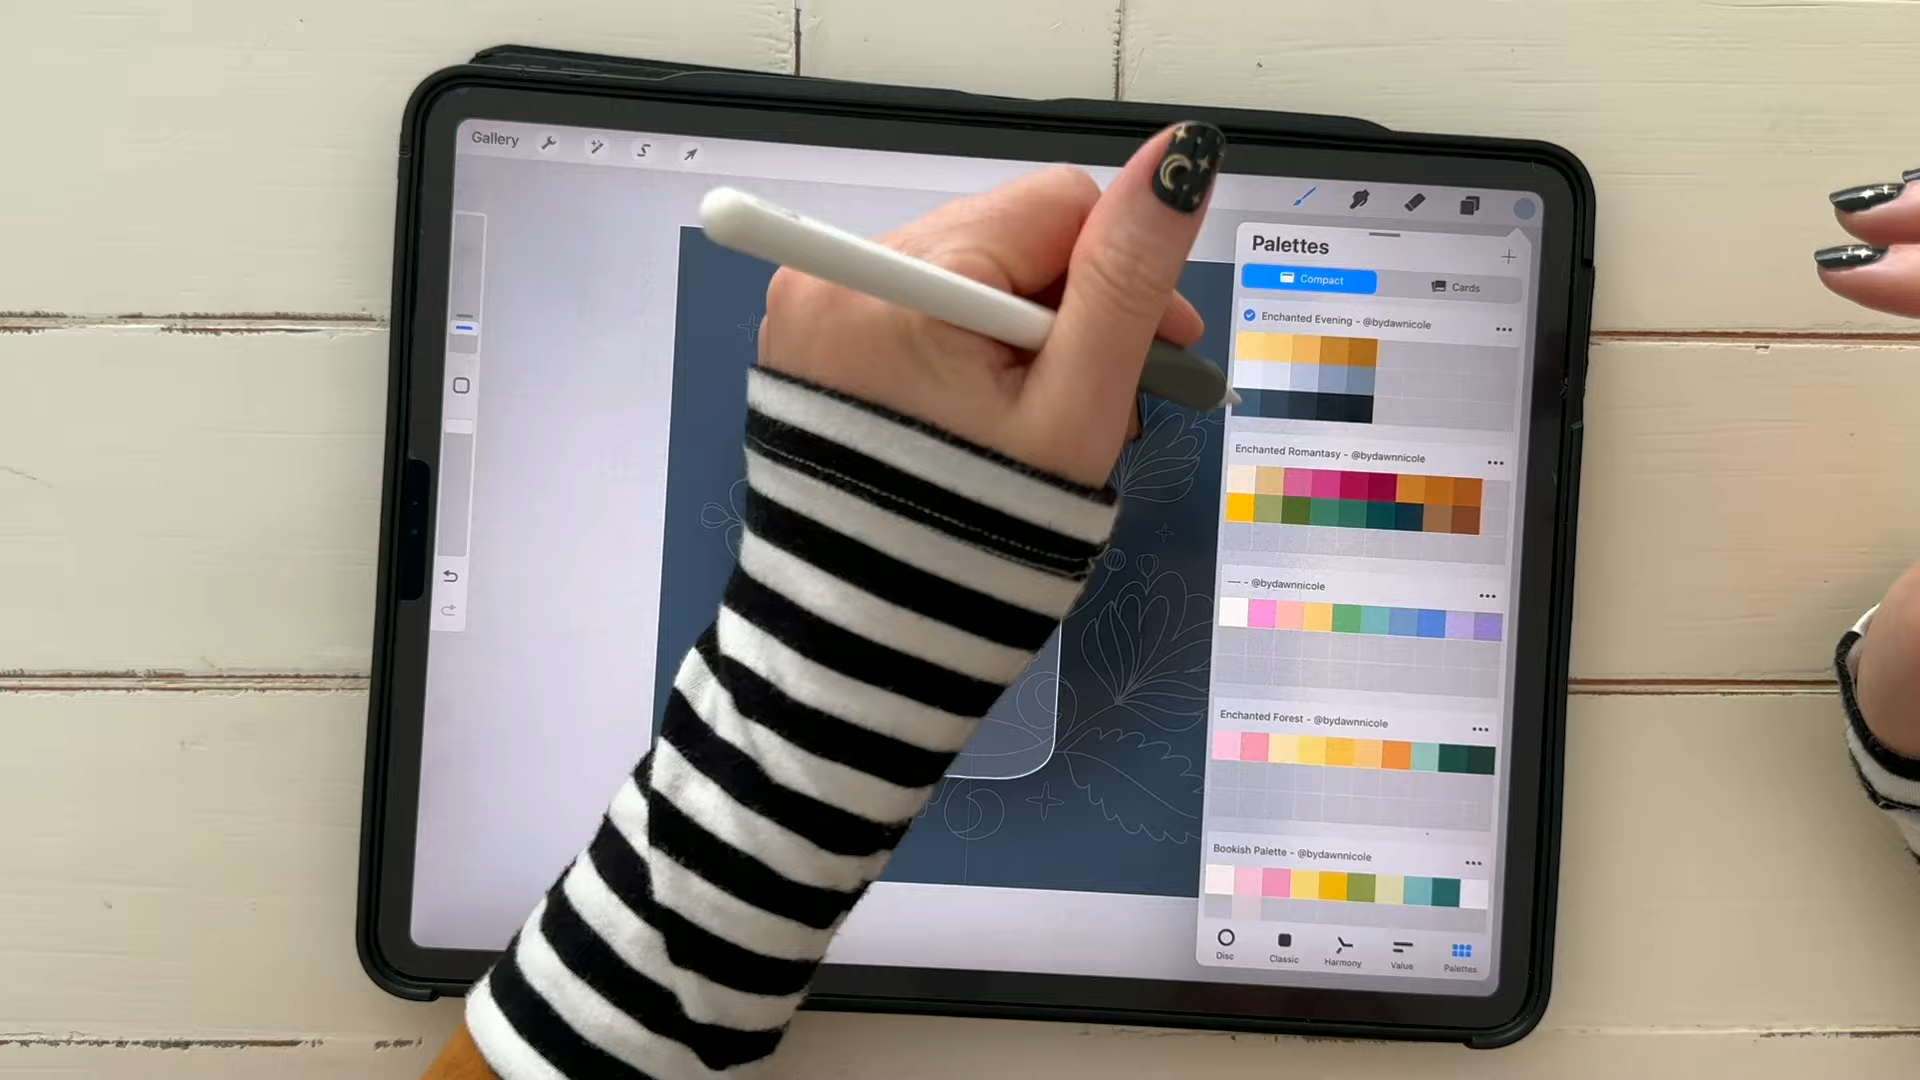 Gallery
Palettes
Compact
Cards
Enchanted Evening - @bydawnnicole
Enchanted Romantasy - @bydawnnicole
- @bydawnnicole
Enchanted Forest - @bydawnnicole
Bookish Palette - @bydawnnicole
Disc
Classic
Harmony
Value
Palettes